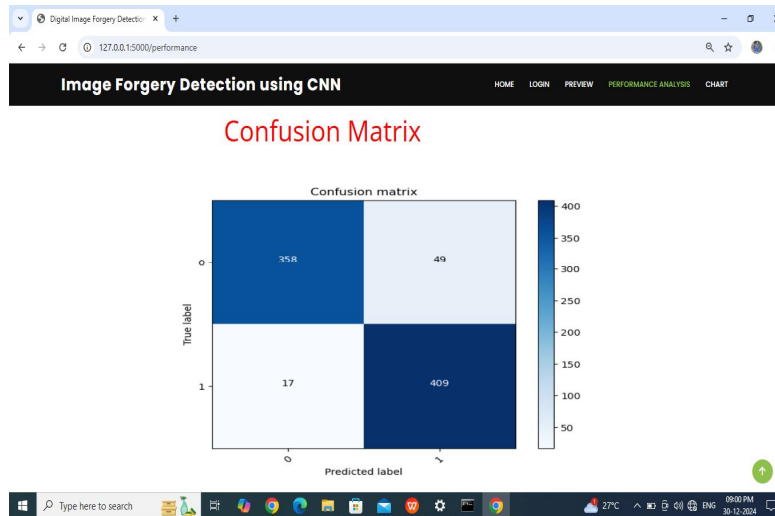 Digital Image Forgery Detection
127.0.0.1:5000/performance
Image Forgery Detection using CNN
HOME LOGIN PREVIEW PERFORMANCE ANALYSIS CHART
Confusion Matrix
Confusion matrix
400
350
300
250
200
150
100
50
0
358 49
True label
1
17 409
0 1
Predicted label
Type here to search
27°C
ENG
09:00 PM
30-12-2024